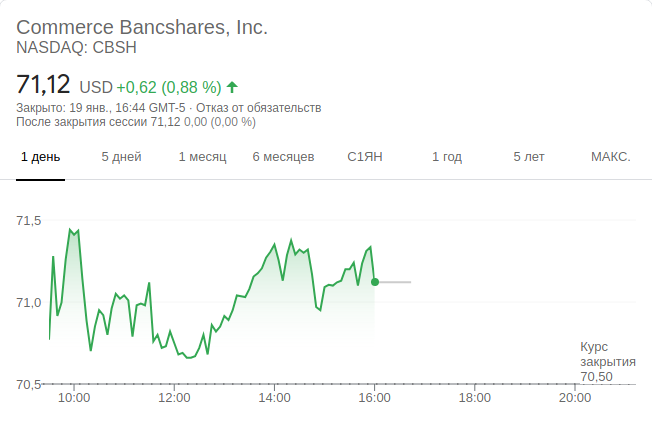 Commerce Bancshares, Inc.
NASDAQ: CBSH
71,12 USD +0,62 (0,88 %)
Закрыто: 19 янв., 16:44 GMT-5 · Отказ от обязательств
После закрытия сессии 71,12 0,00 (0,00 %)
1 день 5 дней 1 месяц 6 месяцев С1ЯН 1 год 5 лет МАКС.
71,5
71,0
Курс
закрытия
70,50
70,5
10:00 12:00 14:00 16:00 18:00 20:00